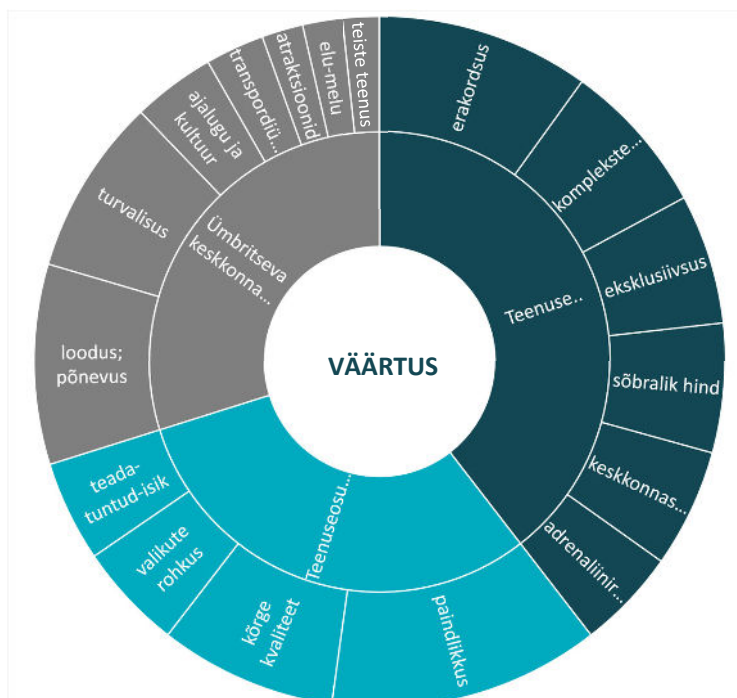 VÄÄRTUS
Teenuse..
erakordsus
komplekste...
eksklusiivsus
sõbralik hind
keskkonnas...
adrenaliinir...
Teenuseosu...
paindlikkus
kõrge
kvaliteet
valikute
rohkus
teada-
tuntud-isik
Ümbritseva
keskkonna...
loodus;
põnevus
turvalisus
ajalugu ja
kultuur
transpordiü...
atraktsioonid
elu-melu
teiste teenus